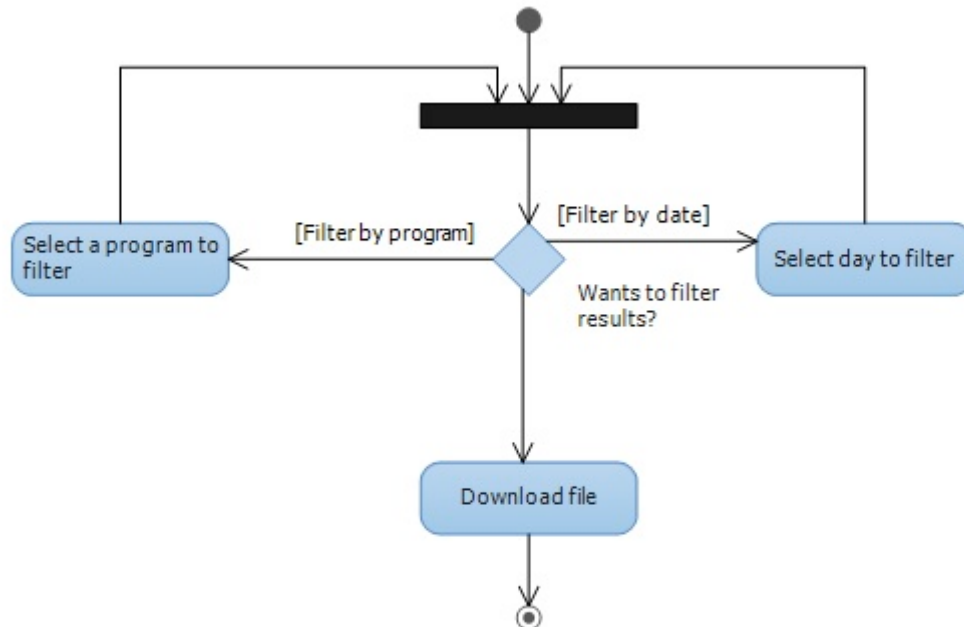 [Filter by program]
[Filter by date]
Select a program to
filter
Select day to filter
Wants to filter
results?
Download file